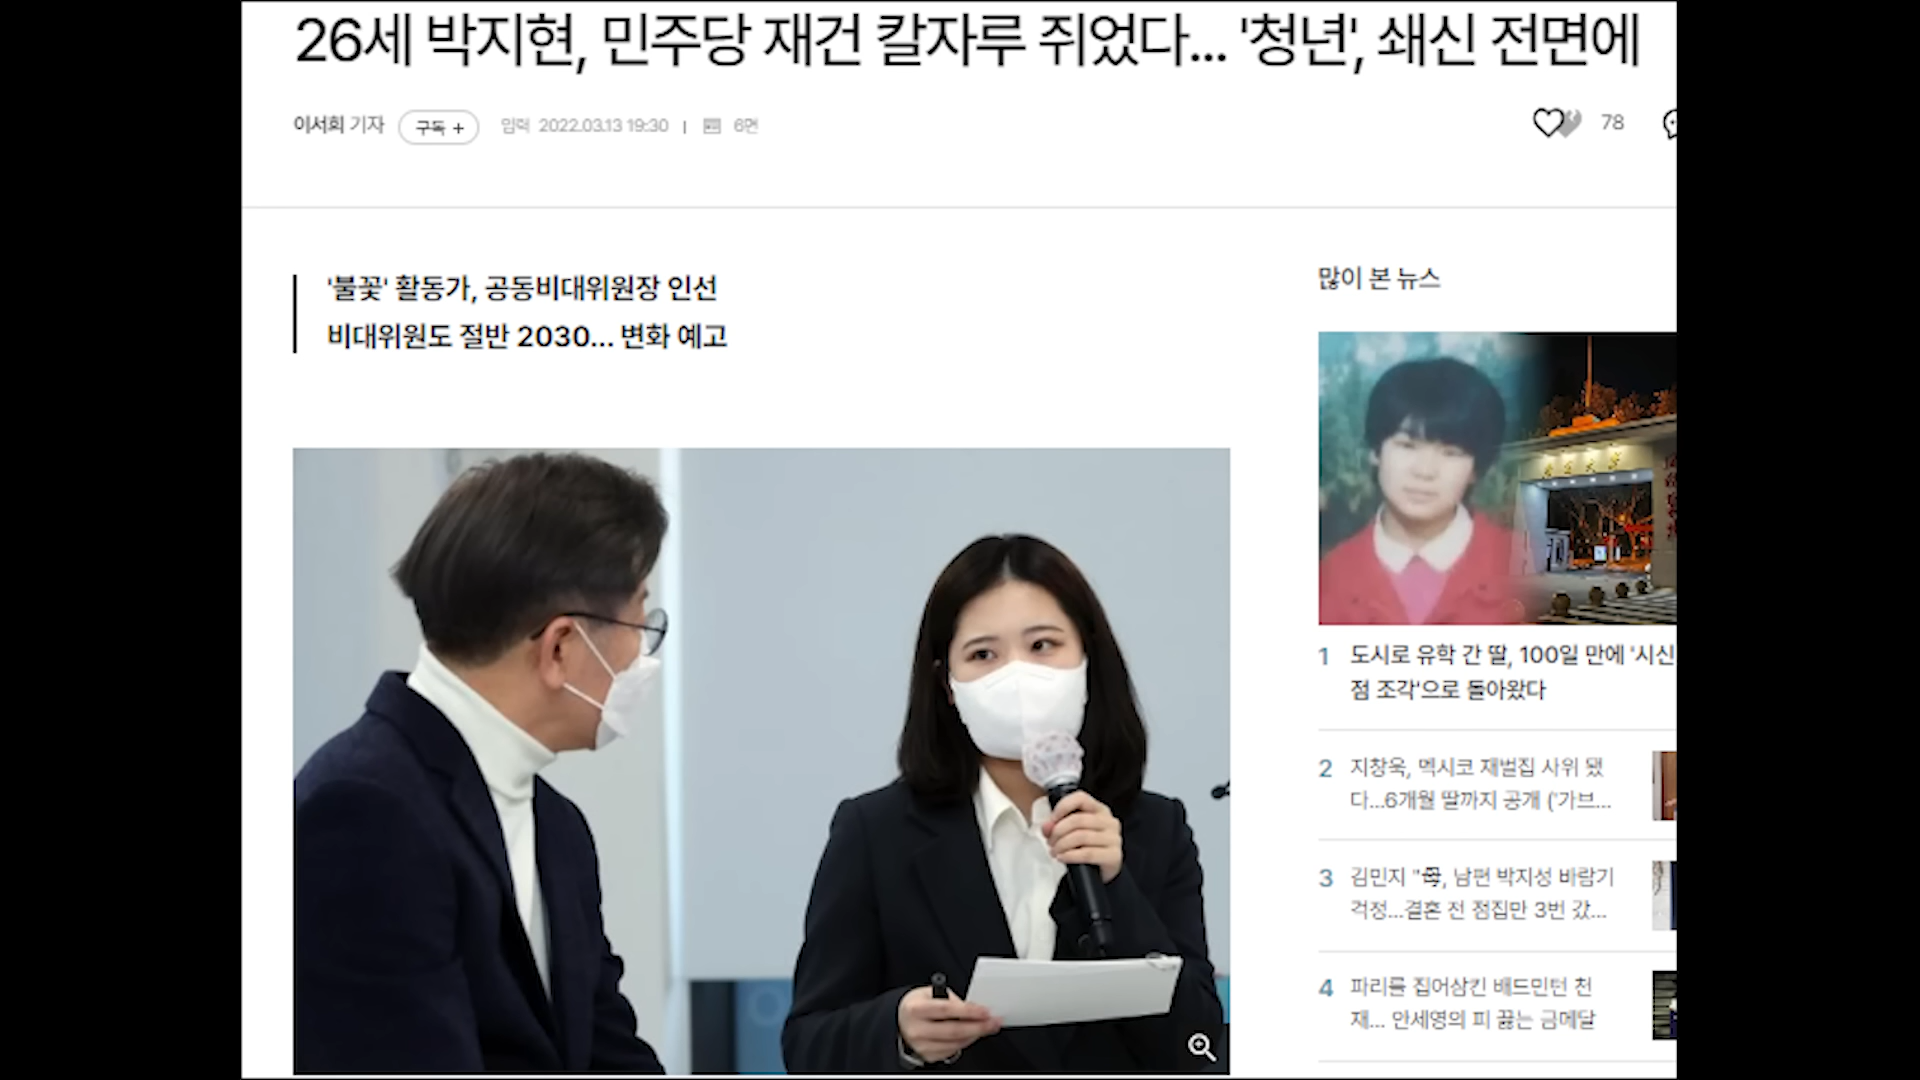 26세 박지현, 민주당 재건 칼자루 쥐었다... '청년', 쇄신 전면에
이서희 기자 구독 + 입력 2022.03.13 19:30 | 6면
78
'불꽃' 활동가, 공동비대위원장 인선
비대위원도 절반 2030... 변화 예고
많이 본 뉴스
1 도시로 유학 간 딸, 100일 만에 '시신
점 조각'으로 돌아왔다
2 지창욱, 멕시코 재벌집 사위 됐
다...6개월 딸까지 공개 ('가브...
3 김민지 "母, 남편 박지성 바람기
걱정...결혼 전 점집만 3번 갔...
4 파리를 집어삼킨 배드민턴 천
재... 안세영의 피 끓는 금메달